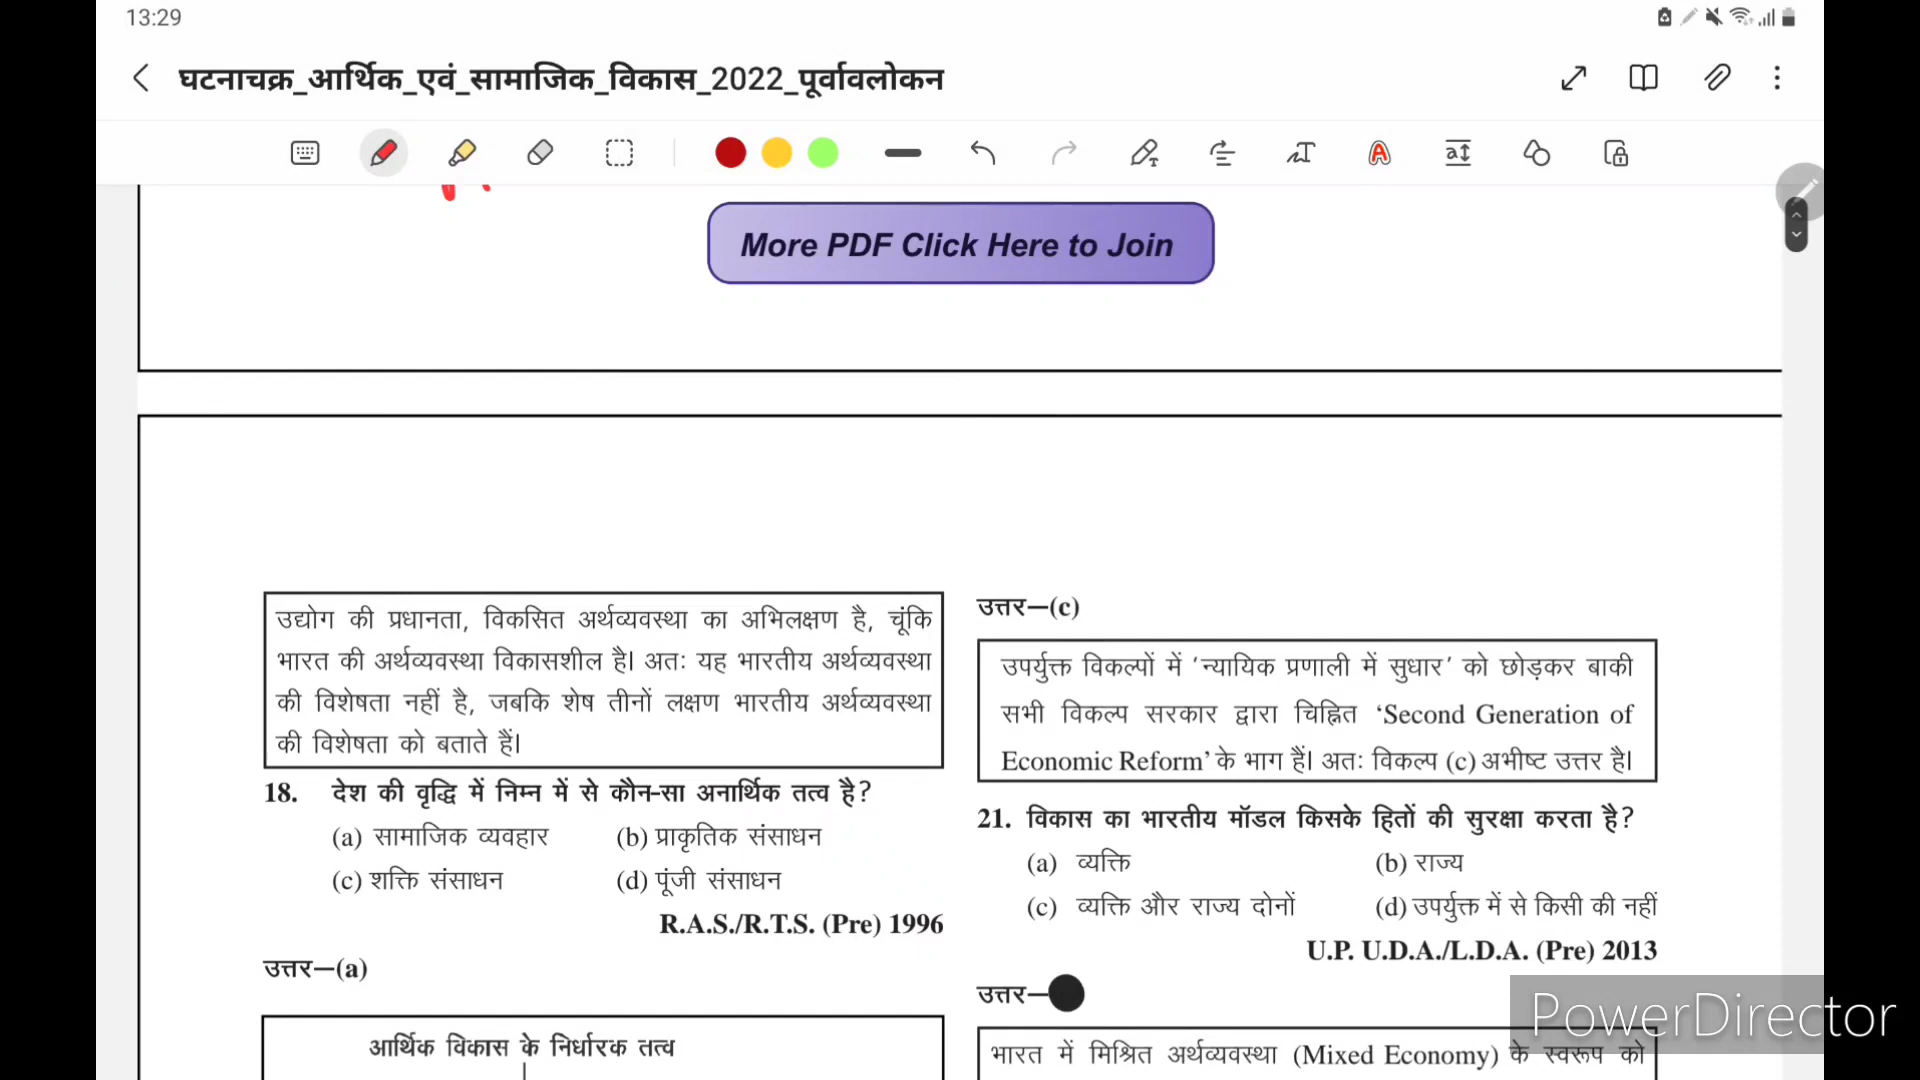 13:29
घटनाचक्र_आर्थिक_एवं_सामाजिक_विकास_2022_पूर्वावलोकन
More PDF Click Here to Join
उद्योग की प्रधानता, विकसित अर्थव्यवस्था का अभिलक्षण है, चूंकि
भारत की अर्थव्यवस्था विकासशील है। अतः यह भारतीय अर्थव्यवस्था
की विशेषता नहीं है, जबकि शेष तीनों लक्षण भारतीय अर्थव्यवस्था
की विशेषता को बताते हैं।
18. देश की वृद्धि में निम्न में से कौन-सा अनार्थिक तत्व है?
(a) सामाजिक व्यवहार (b) प्राकृतिक संसाधन
(c) शक्ति संसाधन (d) पूंजी संसाधन
R.A.S./R.T.S. (Pre) 1996
उत्तर—(a)
आर्थिक विकास के निर्धारक तत्व
उत्तर—(c)
उपर्युक्त विकल्पों में ‘न्यायिक प्रणाली में सुधार’ को छोड़कर बाकी
सभी विकल्प सरकार द्वारा चिह्नित ‘Second Generation of
Economic Reform’ के भाग हैं। अतः विकल्प (c) अभीष्ट उत्तर है।
21. विकास का भारतीय मॉडल किसके हितों की सुरक्षा करता है?
(a) व्यक्ति (b) राज्य
(c) व्यक्ति और राज्य दोनों (d) उपर्युक्त में से किसी की नहीं
U.P. U.D.A./L.D.A. (Pre) 2013
उत्तर—
भारत में मिश्रित अर्थव्यवस्था (Mixed Economy) के स्वरूप को
PowerDirector